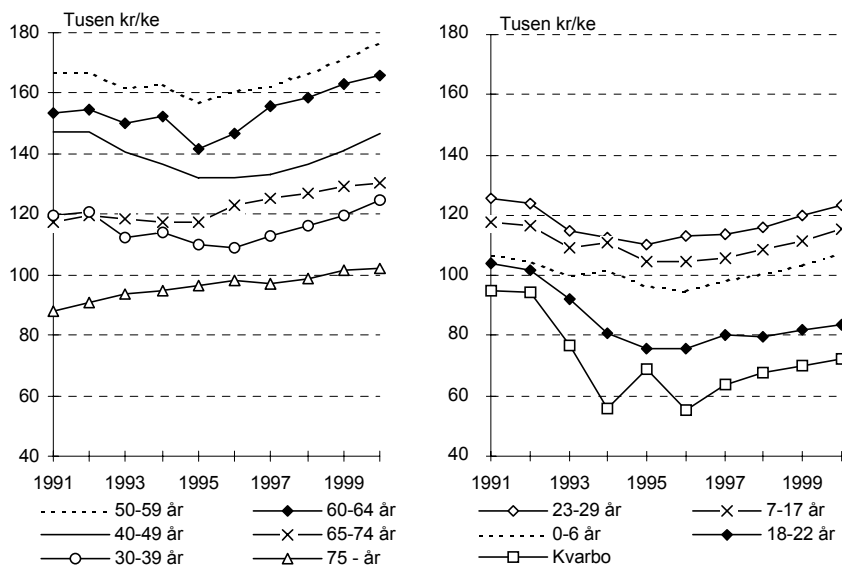 Tusen kr/ke
180
160
140
120
100
80
60
40
1991 1993 1995 1997 1999
50-59 år 60-64 år
40-49 år 65-74 år
30-39 år 75 - år
Tusen kr/ke
180
160
140
120
100
80
60
40
1991 1993 1995 1997 1999
23-29 år 7-17 år
0-6 år 18-22 år
Kvarbo